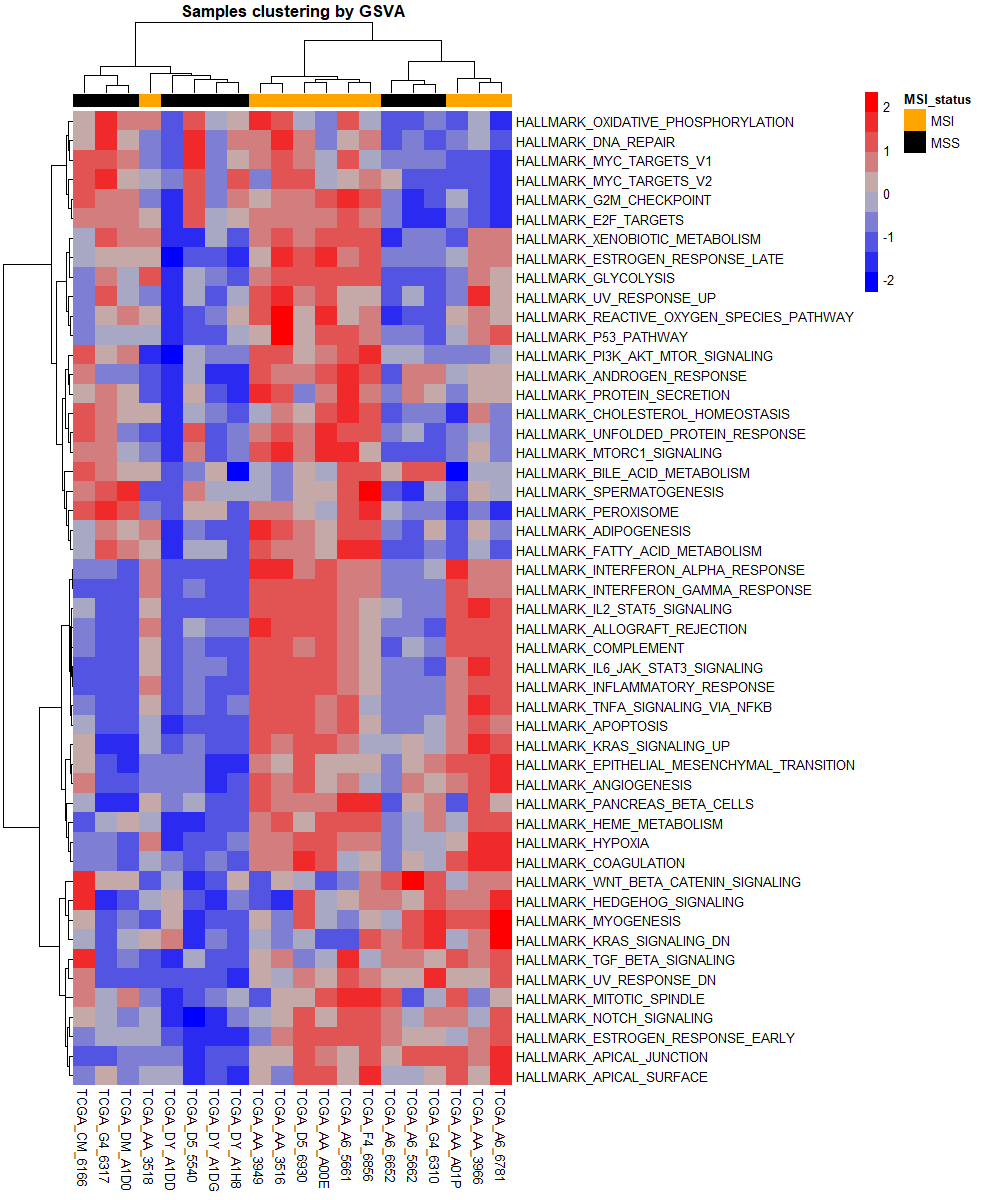 Samples clustering by GSVA
HALLMARK_OXIDATIVE_PHOSPHORYLATION
HALLMARK_DNA_REPAIR
HALLMARK_MYC_TARGETS_V1
HALLMARK_MYC_TARGETS_V2
HALLMARK_G2M_CHECKPOINT
HALLMARK_E2F_TARGETS
HALLMARK_XENOBIOTIC_METABOLISM
HALLMARK_ESTROGEN_RESPONSE_LATE
HALLMARK_GLYCOLYSIS
HALLMARK_UV_RESPONSE_UP
HALLMARK_REACTIVE_OXYGEN_SPECIES_PATHWAY
HALLMARK_P53_PATHWAY
HALLMARK_PI3K_AKT_MTOR_SIGNALING
HALLMARK_ANDROGEN_RESPONSE
HALLMARK_PROTEIN_SECRETION
HALLMARK_CHOLESTEROL_HOMEOSTASIS
HALLMARK_UNFOLDED_PROTEIN_RESPONSE
HALLMARK_MTORC1_SIGNALING
HALLMARK_BILE_ACID_METABOLISM
HALLMARK_SPERMATOGENESIS
HALLMARK_PEROXISOME
HALLMARK_ADIPOGENESIS
HALLMARK_FATTY_ACID_METABOLISM
HALLMARK_INTERFERON_ALPHA_RESPONSE
HALLMARK_INTERFERON_GAMMA_RESPONSE
HALLMARK_IL2_STAT5_SIGNALING
HALLMARK_ALLOGRAFT_REJECTION
HALLMARK_COMPLEMENT
HALLMARK_IL6_JAK_STAT3_SIGNALING
HALLMARK_INFLAMMATORY_RESPONSE
HALLMARK_TNFA_SIGNALING_VIA_NFKB
HALLMARK_APOPTOSIS
HALLMARK_KRAS_SIGNALING_UP
HALLMARK_EPITHELIAL_MESENCHYMAL_TRANSITION
HALLMARK_ANGIOGENESIS
HALLMARK_PANCREAS_BETA_CELLS
HALLMARK_HEME_METABOLISM
HALLMARK_HYPOXIA
HALLMARK_COAGULATION
HALLMARK_WNT_BETA_CATENIN_SIGNALING
HALLMARK_HEDGEHOG_SIGNALING
HALLMARK_MYOGENESIS
HALLMARK_KRAS_SIGNALING_DN
HALLMARK_TGF_BETA_SIGNALING
HALLMARK_UV_RESPONSE_DN
HALLMARK_MITOTIC_SPINDLE
HALLMARK_NOTCH_SIGNALING
HALLMARK_ESTROGEN_RESPONSE_EARLY
HALLMARK_APICAL_JUNCTION
HALLMARK_APICAL_SURFACE
TCGA_CM_6166
TCGA_G4_6317
TCGA_DM_A1D0
TCGA_AA_3518
TCGA_DY_A1DD
TCGA_D5_5540
TCGA_DY_A1DG
TCGA_DY_A1H8
TCGA_AA_3949
TCGA_AA_3516
TCGA_D5_6930
TCGA_AA_A00E
TCGA_A6_5661
TCGA_F4_6856
TCGA_A6_6652
TCGA_A6_5662
TCGA_G4_6310
TCGA_AA_A01P
TCGA_AA_3966
TCGA_A6_6781
2
1
0
-1
-2
MSI_status
MSI
MSS